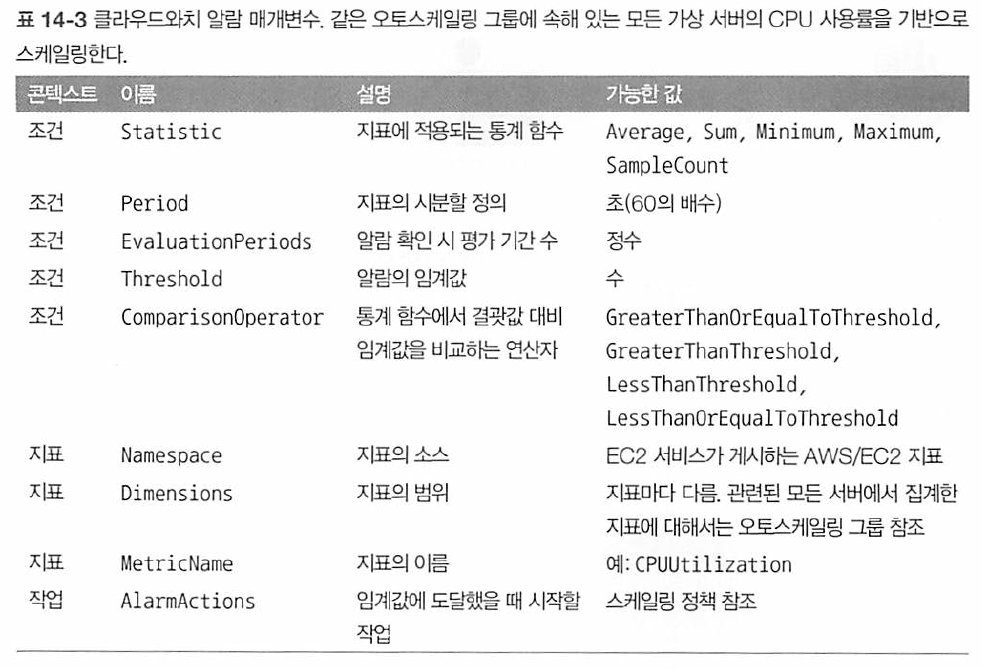 표 14-3 클라우드와치 알람 매개변수. 같은 오토스케일링 그룹에 속해 있는 모든 가상 서버의 CPU 사용률을 기반으로
스케일링한다.
콘텍스트 이름 설명 가능한 값
조건 Statistic 지표에 적용되는 통계 함수 Average, Sum, Minimum, Maximum,
SampleCount
조건 Period 지표의 시분할 정의 초(60의 배수)
조건 EvaluationPeriods 알람 확인 시 평가 기간 수 정수
조건 Threshold 알람의 임계값 수
조건 ComparisonOperator 통계 함수에서 결괏값 대비 GreaterThanOrEqualToThreshold,
임계값을 비교하는 연산자 GreaterThanThreshold,
LessThanThreshold,
LessThanOrEqualToThreshold
지표 Namespace 지표의 소스 EC2 서비스가 게시하는 AWS/EC2 지표
지표 Dimensions 지표의 범위 지표마다 다름. 관련된 모든 서버에서 집계한
지표에 대해서는 오토스케일링 그룹 참조
지표 MetricName 지표의 이름 예: CPUUtilization
작업 AlarmActions 임계값에 도달했을 때 시작할 스케일링 정책 참조
작업